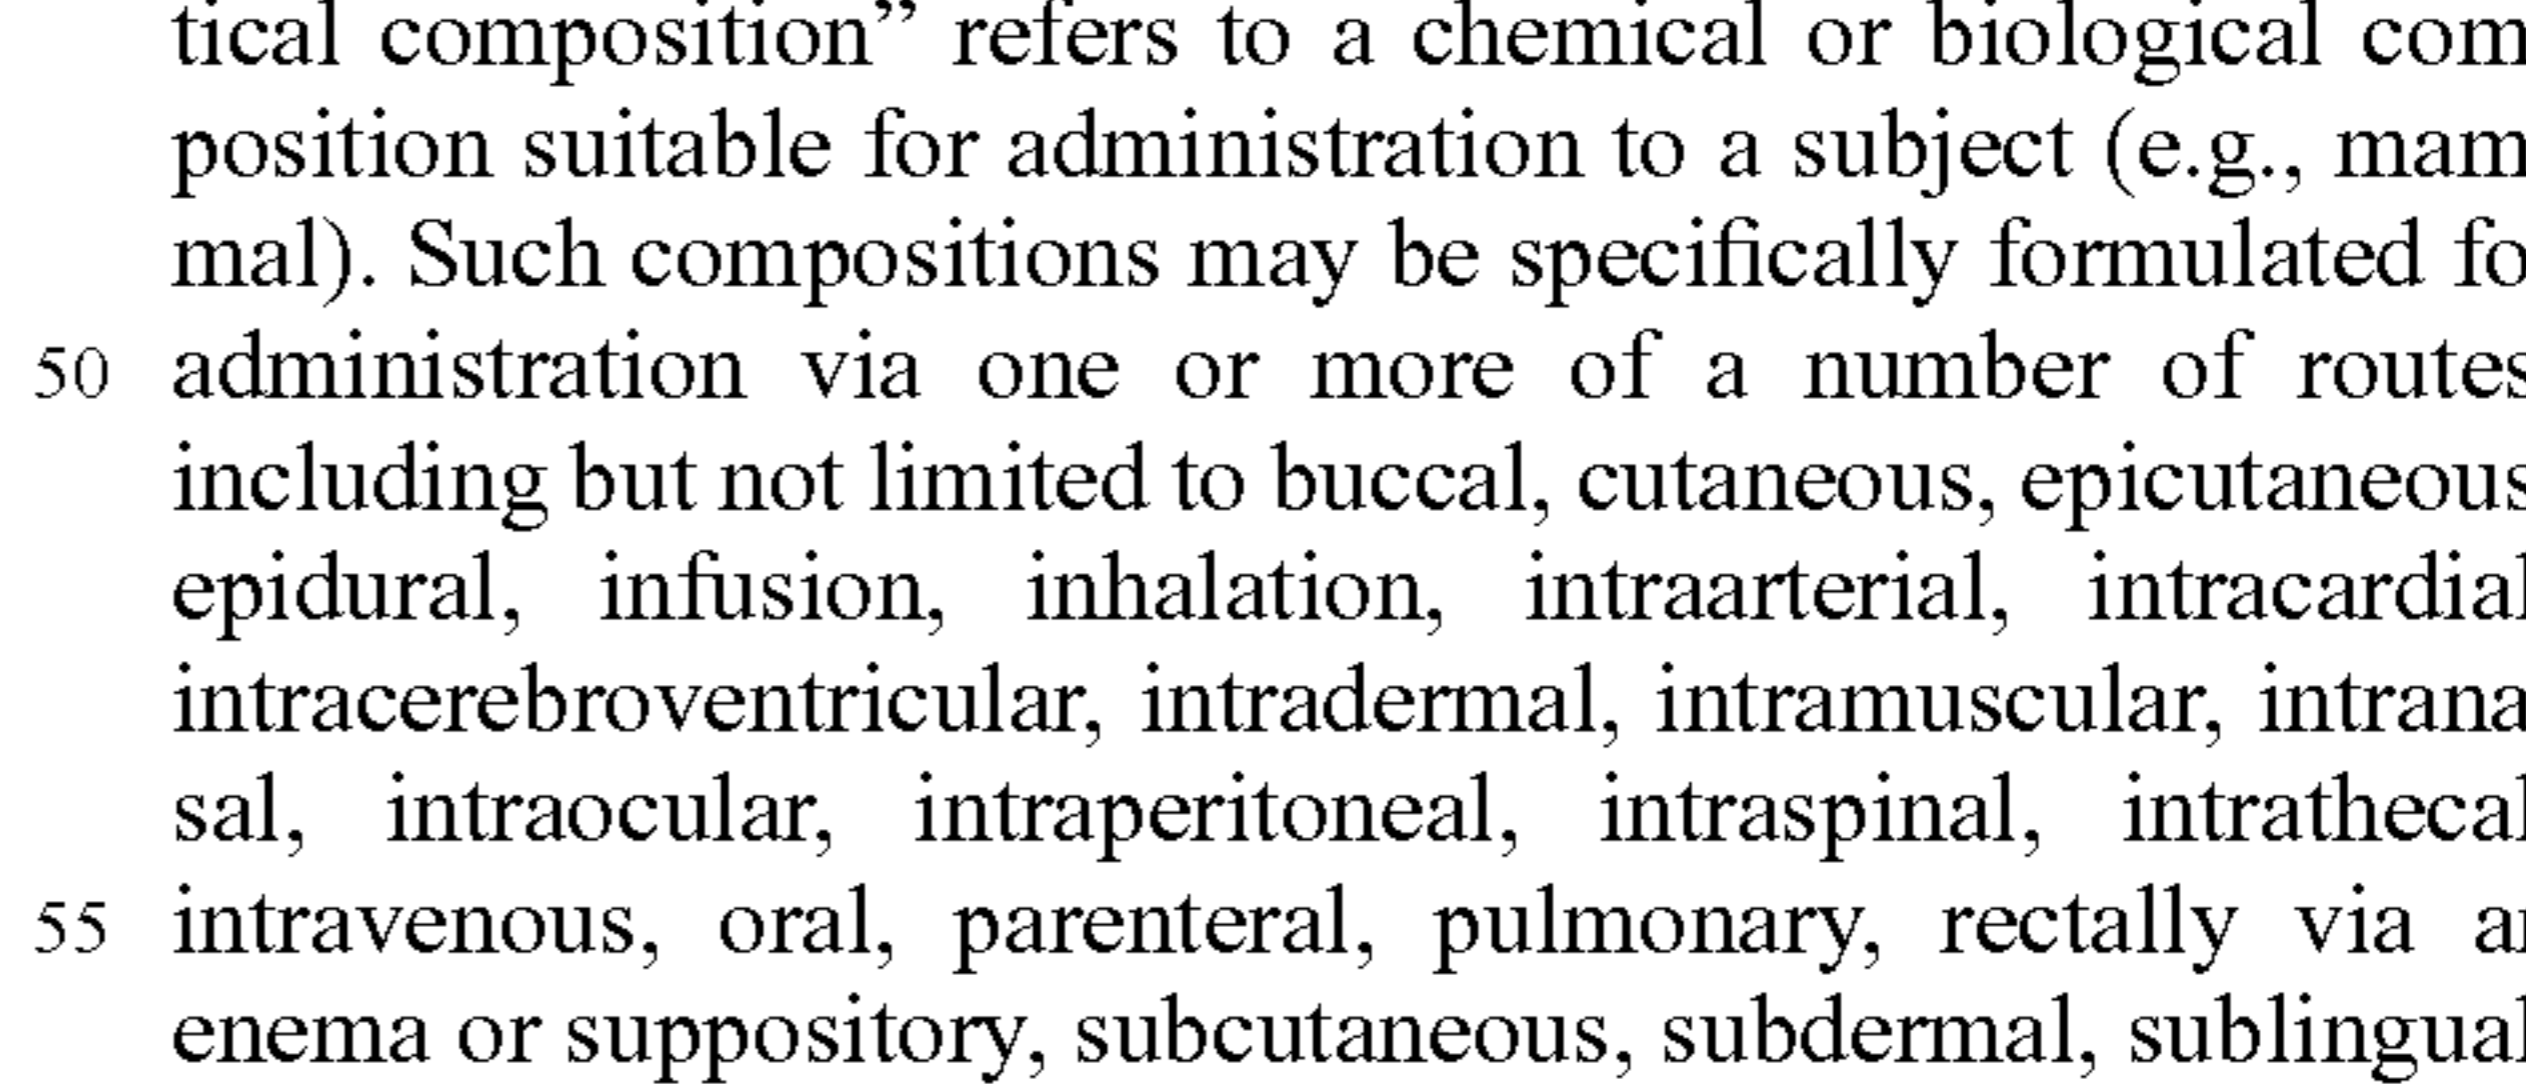 tical composition” refers to a chemical or biological com
position suitable for administration to a subject (e.g., mam
mal). Such compositions may be specifically formulated fo
50 administration via one or more of a number of routes
including but not limited to buccal, cutaneous, epicutaneous
epidural, infusion, inhalation, intraarterial, intracardial
intracerebroventricular, intradermal, intramuscular, intrana
sal, intraocular, intraperitoneal, intraspinal, intrathecal
55 intravenous, oral, parenteral, pulmonary, rectally via a
enema or suppository, subcutaneous, subdermal, sublingual